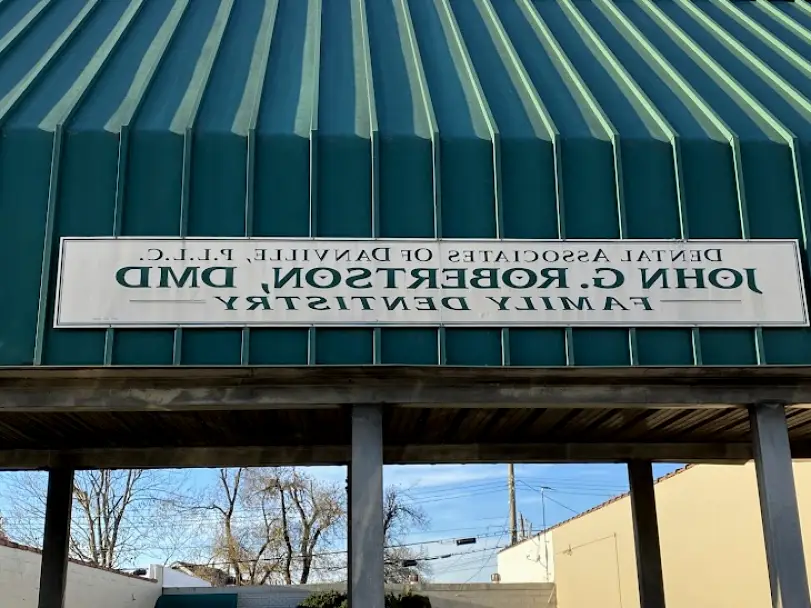 DENTAL ASSOCIATES OF DANVILLE, P.L.L.C.
JOHN G. ROBERTSON, DMD
FAMILY DENTISTRY